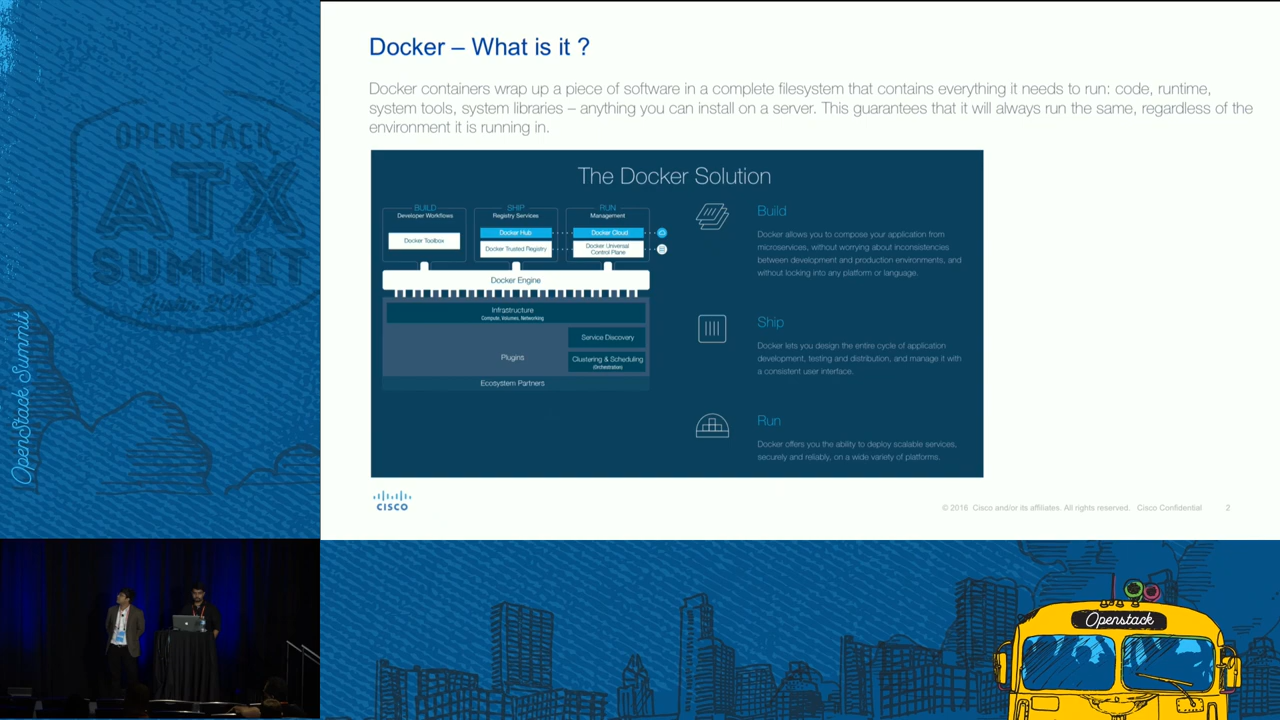 OPENSTACK
ATX
OpenStack Summit
Docker – What is it ?
Docker containers wrap up a piece of software in a complete filesystem that contains everything it needs to run: code, runtime,
system tools, system libraries – anything you can install on a server. This guarantees that it will always run the same, regardless of the
environment it is running in.
The Docker Solution
BUILD
Developer Workflows
Docker Toolbox
SHIP
Registry Services
Docker Hub
Docker Trusted Registry
RUN
Management
Docker Cloud
Docker Universal
Control Plane
Docker Engine
Infrastructure
Compute, Volumes, Networking
Service Discovery
Plugins
Clustering & Scheduling
(Orchestration)
Ecosystem Partners
Build
Docker allows you to compose your application from
microservices, without worrying about inconsistencies
between development and production environments, and
without locking into any platform or language.
Ship
Docker lets you design the entire cycle of application
development, testing and distribution, and manage it with
a consistent user interface.
Run
Docker offers you the ability to deploy scalable services,
securely and reliably, on a wide variety of platforms.
CISCO
© 2016 Cisco and/or its affiliates. All rights reserved. Cisco Confidential 2
Openstack